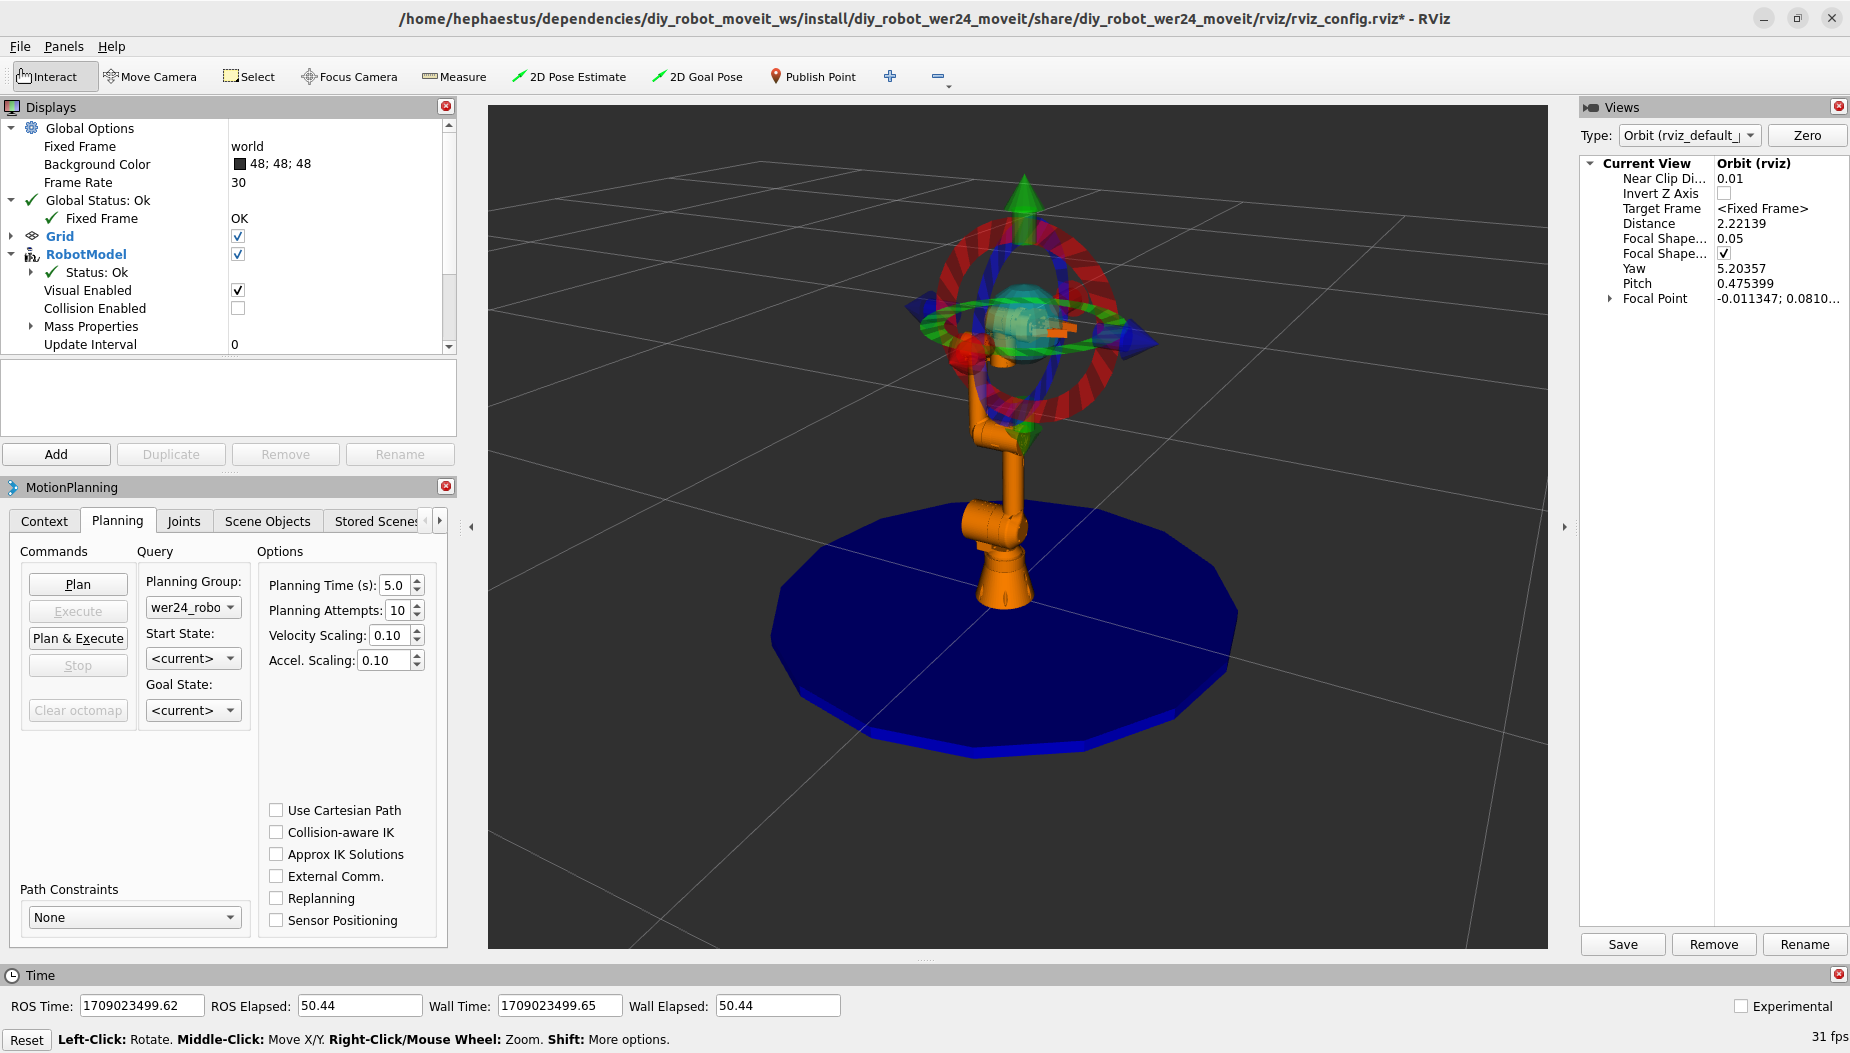 /home/hephaestus/dependencies/diy_robot_moveit_ws/install/diy_robot_wer24_moveit/share/diy_robot_wer24_moveit/rviz/rviz_config.rviz* - RViz
File Panels Help
Interact Move Camera Select Focus Camera Measure 2D Pose Estimate 2D Goal Pose Publish Point
Displays
Global Options
Fixed Frame world
Background Color 48; 48; 48
Frame Rate 30
Global Status: Ok
Fixed Frame OK
Grid
RobotModel
Status: Ok
Visual Enabled
Collision Enabled
Mass Properties
Update Interval 0
Add Duplicate Remove Rename
MotionPlanning
Context Planning Joints Scene Objects Stored Scenes
Commands Query Options
Plan
Execute
Plan & Execute
Stop
Clear octomap
Planning Group:
wer24_robo
Start State:
<current>
Goal State:
<current>
Planning Time (s): 5.0
Planning Attempts: 10
Velocity Scaling: 0.10
Accel. Scaling: 0.10
Use Cartesian Path
Collision-aware IK
Approx IK Solutions
External Comm.
Replanning
Sensor Positioning
Path Constraints
None
Views
Type: Orbit (rviz_default_ Zero
Current View Orbit (rviz)
Near Clip Di... 0.01
Invert Z Axis
Target Frame <Fixed Frame>
Distance 2.22139
Focal Shape... 0.05
Focal Shape...
Yaw 5.20357
Pitch 0.475399
Focal Point -0.011347; 0.0810...
Save Remove Rename
Time
ROS Time: 1709023499.62 ROS Elapsed: 50.44 Wall Time: 1709023499.65 Wall Elapsed: 50.44 Experimental
Reset Left-Click: Rotate. Middle-Click: Move X/Y. Right-Click/Mouse Wheel: Zoom. Shift: More options. 31 fps